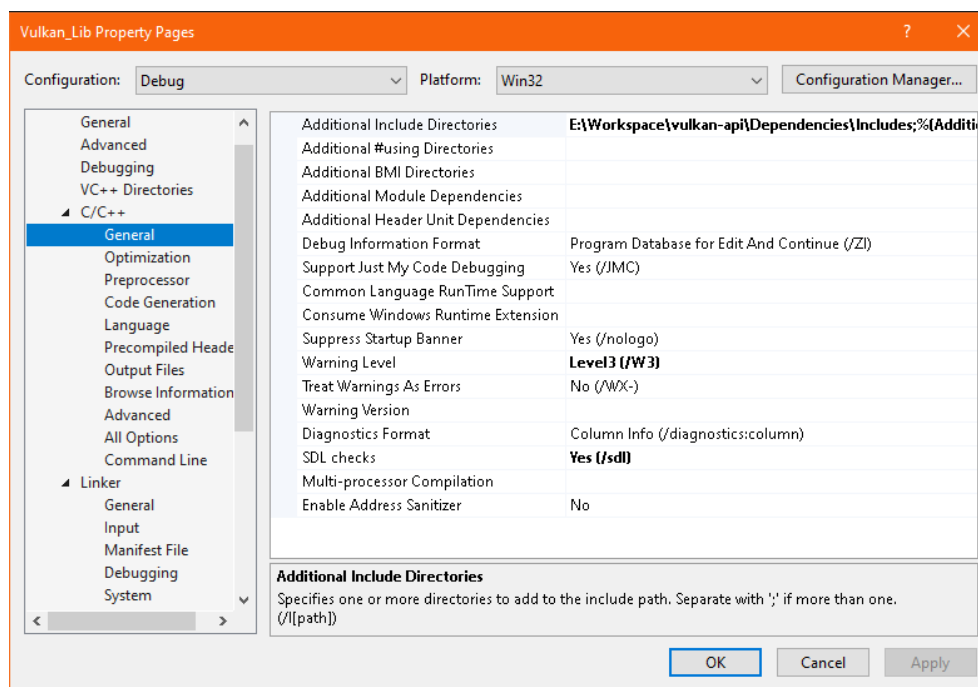 Vulkan_Lib Property Pages
Configuration: Debug Platform: Win32 Configuration Manager...
General
Advanced
Debugging
VC++ Directories
C/C++
General
Optimization
Preprocessor
Code Generation
Language
Precompiled Heade
Output Files
Browse Information
Advanced
All Options
Command Line
Linker
General
Input
Manifest File
Debugging
System
Additional Include Directories E:\Workspace\vulkan-api\Dependencies\Includes;%(Additi
Additional #using Directories
Additional BMI Directories
Additional Module Dependencies
Additional Header Unit Dependencies
Debug Information Format Program Database for Edit And Continue (/ZI)
Support Just My Code Debugging Yes (/JMC)
Common Language RunTime Support
Consume Windows Runtime Extension
Suppress Startup Banner Yes (/nologo)
Warning Level Level3 (/W3)
Treat Warnings As Errors No (/WX-)
Warning Version
Diagnostics Format Column Info (/diagnostics:column)
SDL checks Yes (/sdl)
Multi-processor Compilation
Enable Address Sanitizer No
Additional Include Directories
Specifies one or more directories to add to the include path. Separate with ';' if more than one.
(/I[path])
OK Cancel Apply